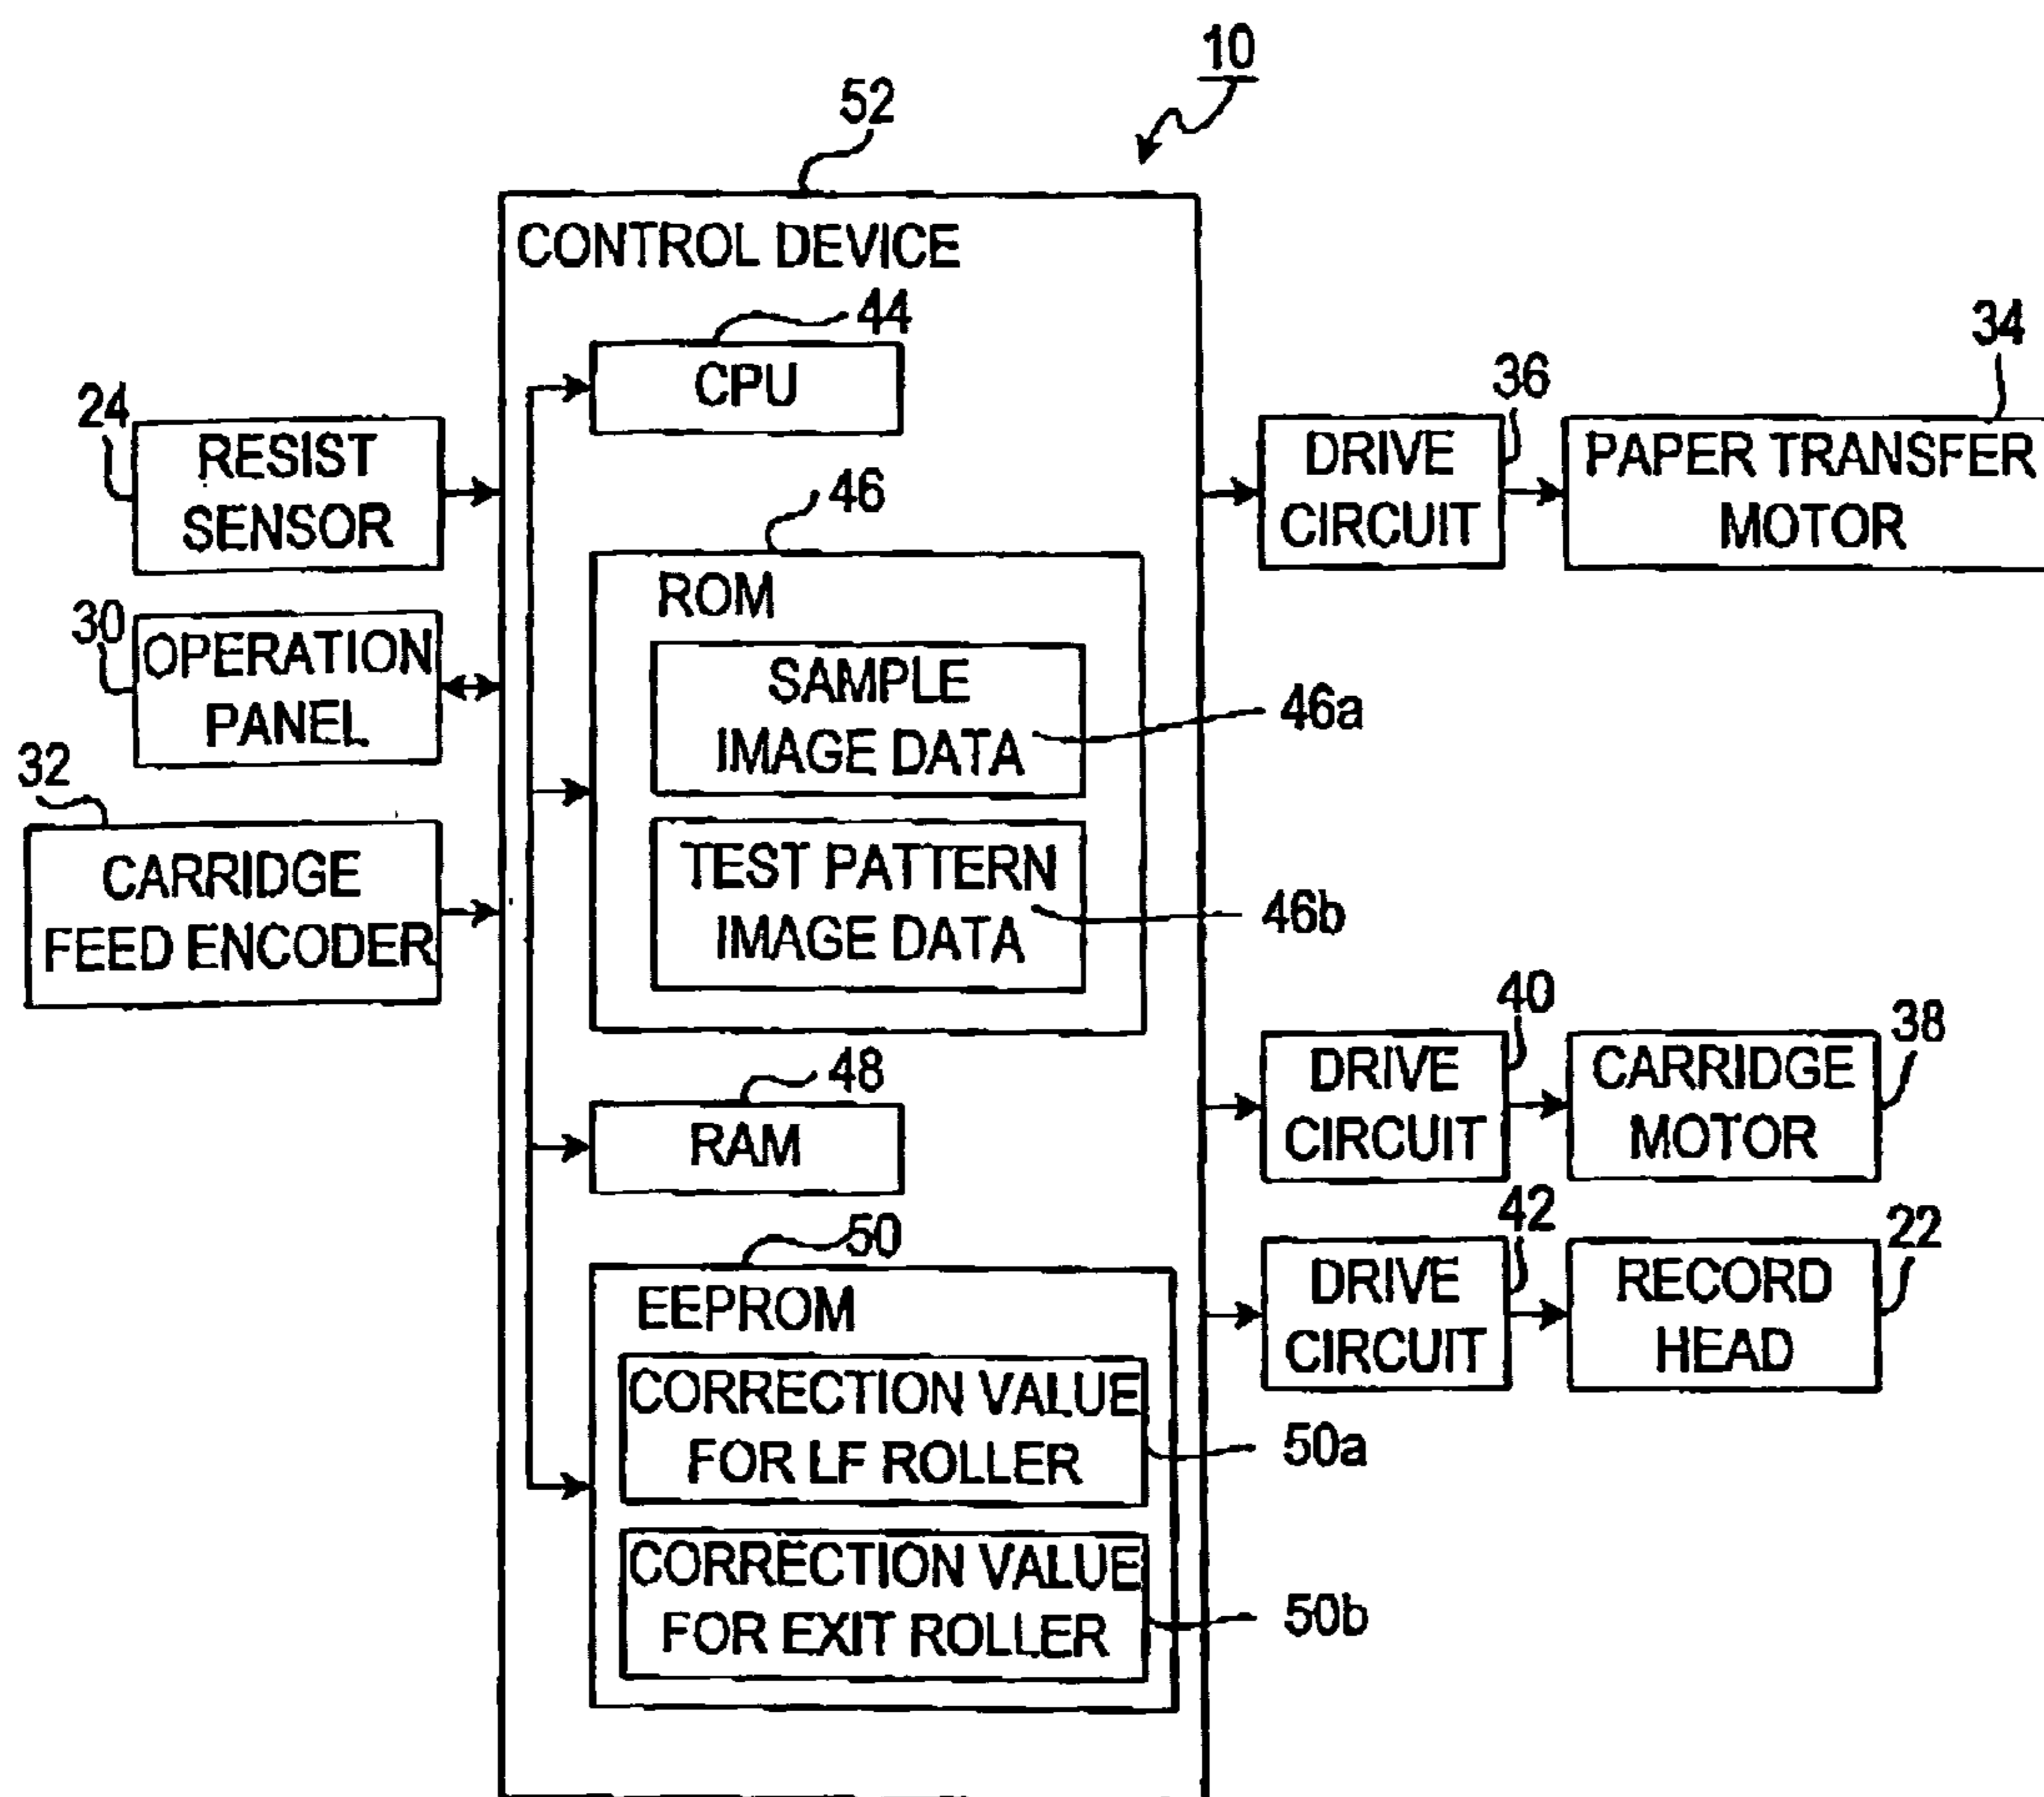 10
52
CONTROL DEVICE
44
CPU
24
RESIST
SENSOR
30
OPERATION
PANEL
32
CARRIDGE
FEED ENCODER
46
ROM
SAMPLE
IMAGE DATA
46a
TEST PATTERN
IMAGE DATA
46b
48
RAM
50
EEPROM
CORRECTION VALUE
FOR LF ROLLER
50a
CORRECTION VALUE
FOR EXIT ROLLER
50b
36
DRIVE
CIRCUIT
34
PAPER TRANSFER
MOTOR
40
DRIVE
CIRCUIT
38
CARRIDGE
MOTOR
42
DRIVE
CIRCUIT
22
RECORD
HEAD